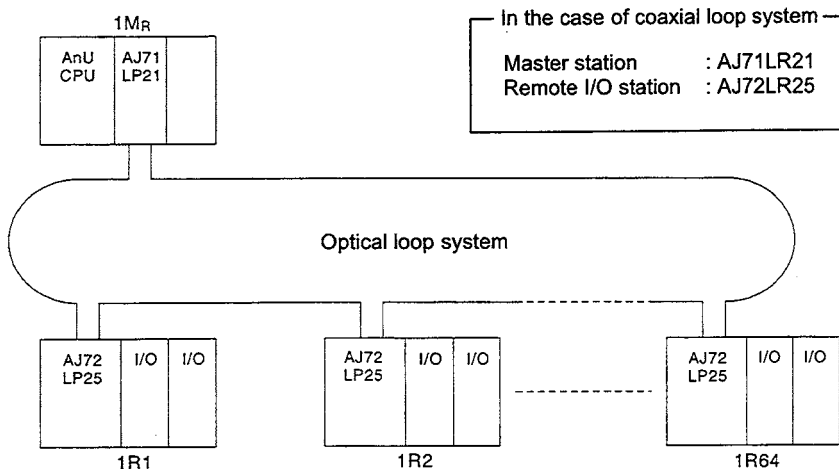 1MR
AnU
CPU
AJ71
LP21
In the case of coaxial loop system
Master station : AJ71LR21
Remote I/O station : AJ72LR25
Optical loop system
AJ72
LP25
I/O
I/O
AJ72
LP25
I/O
I/O
AJ72
LP25
I/O
I/O
1R1
1R2
1R64